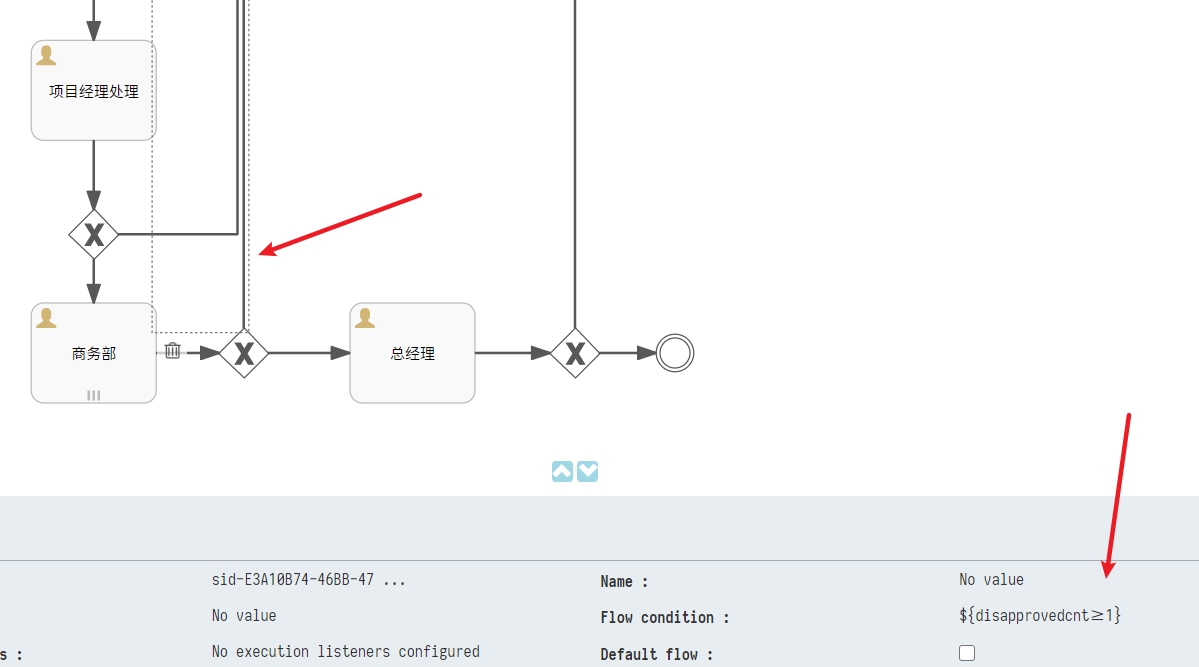 项目经理处理
商务部
总经理
sid-E3A10B74-46BB-47 ...
Name :
No value
No value
Flow condition :
${disapprovedcnt≥1}
s :
No execution listeners configured
Default flow :